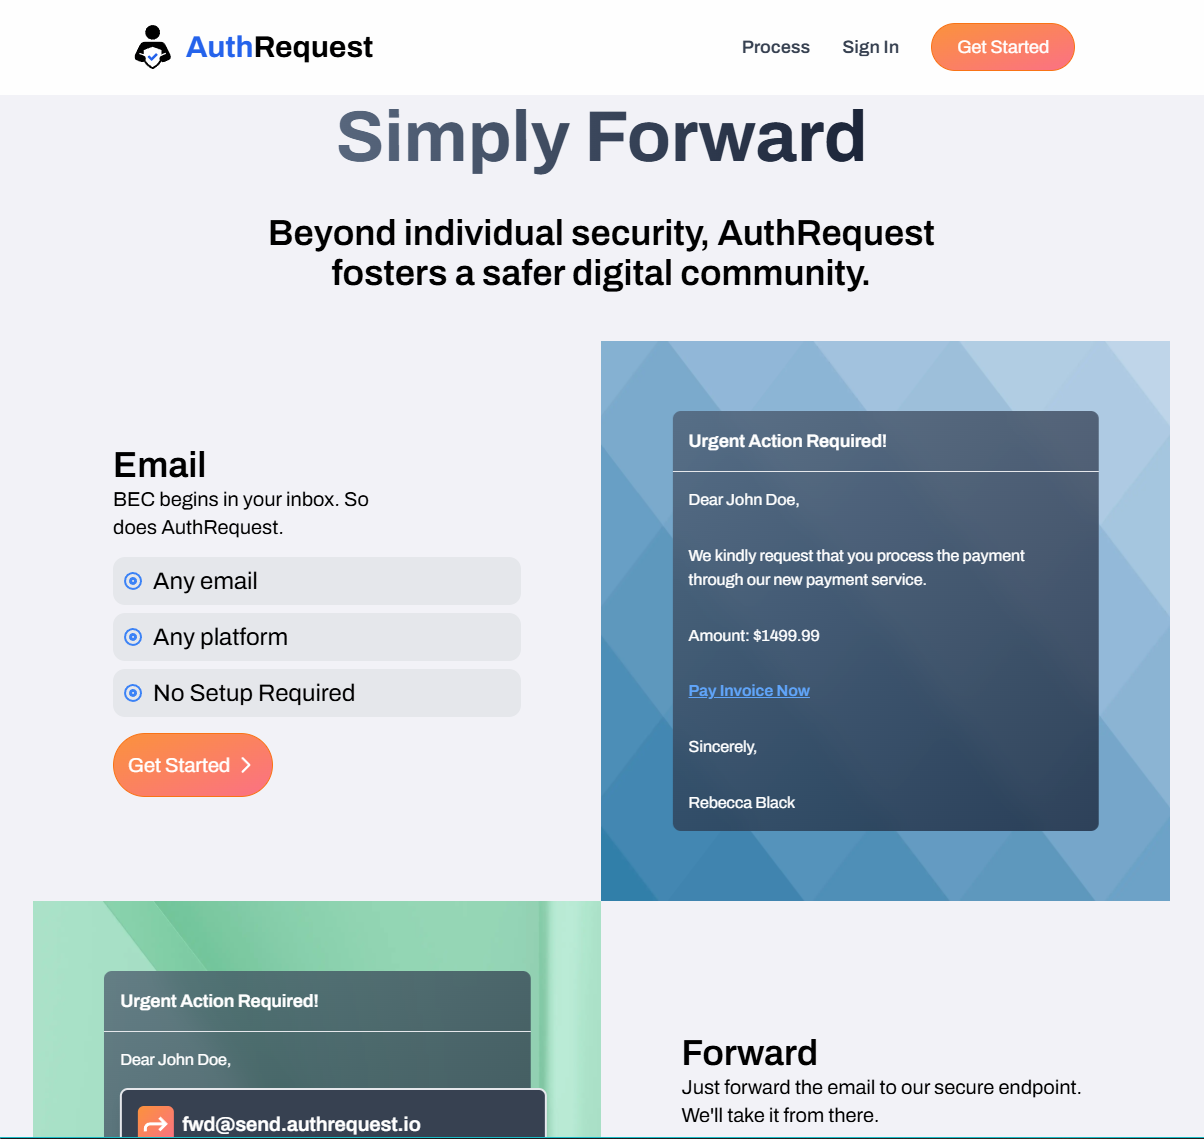 AuthRequest
Process
Sign In
Get Started
Simply Forward
Beyond individual security, AuthRequest
fosters a safer digital community.
Email
BEC begins in your inbox. So
does AuthRequest.
Any email
Any platform
No Setup Required
Get Started
Urgent Action Required!
Dear John Doe,
We kindly request that you process the payment
through our new payment service.
Amount: $1499.99
Pay Invoice Now
Sincerely,
Rebecca Black
Urgent Action Required!
Dear John Doe,
fwd@send.authrequest.io
Forward
Just forward the email to our secure endpoint.
We'll take it from there.